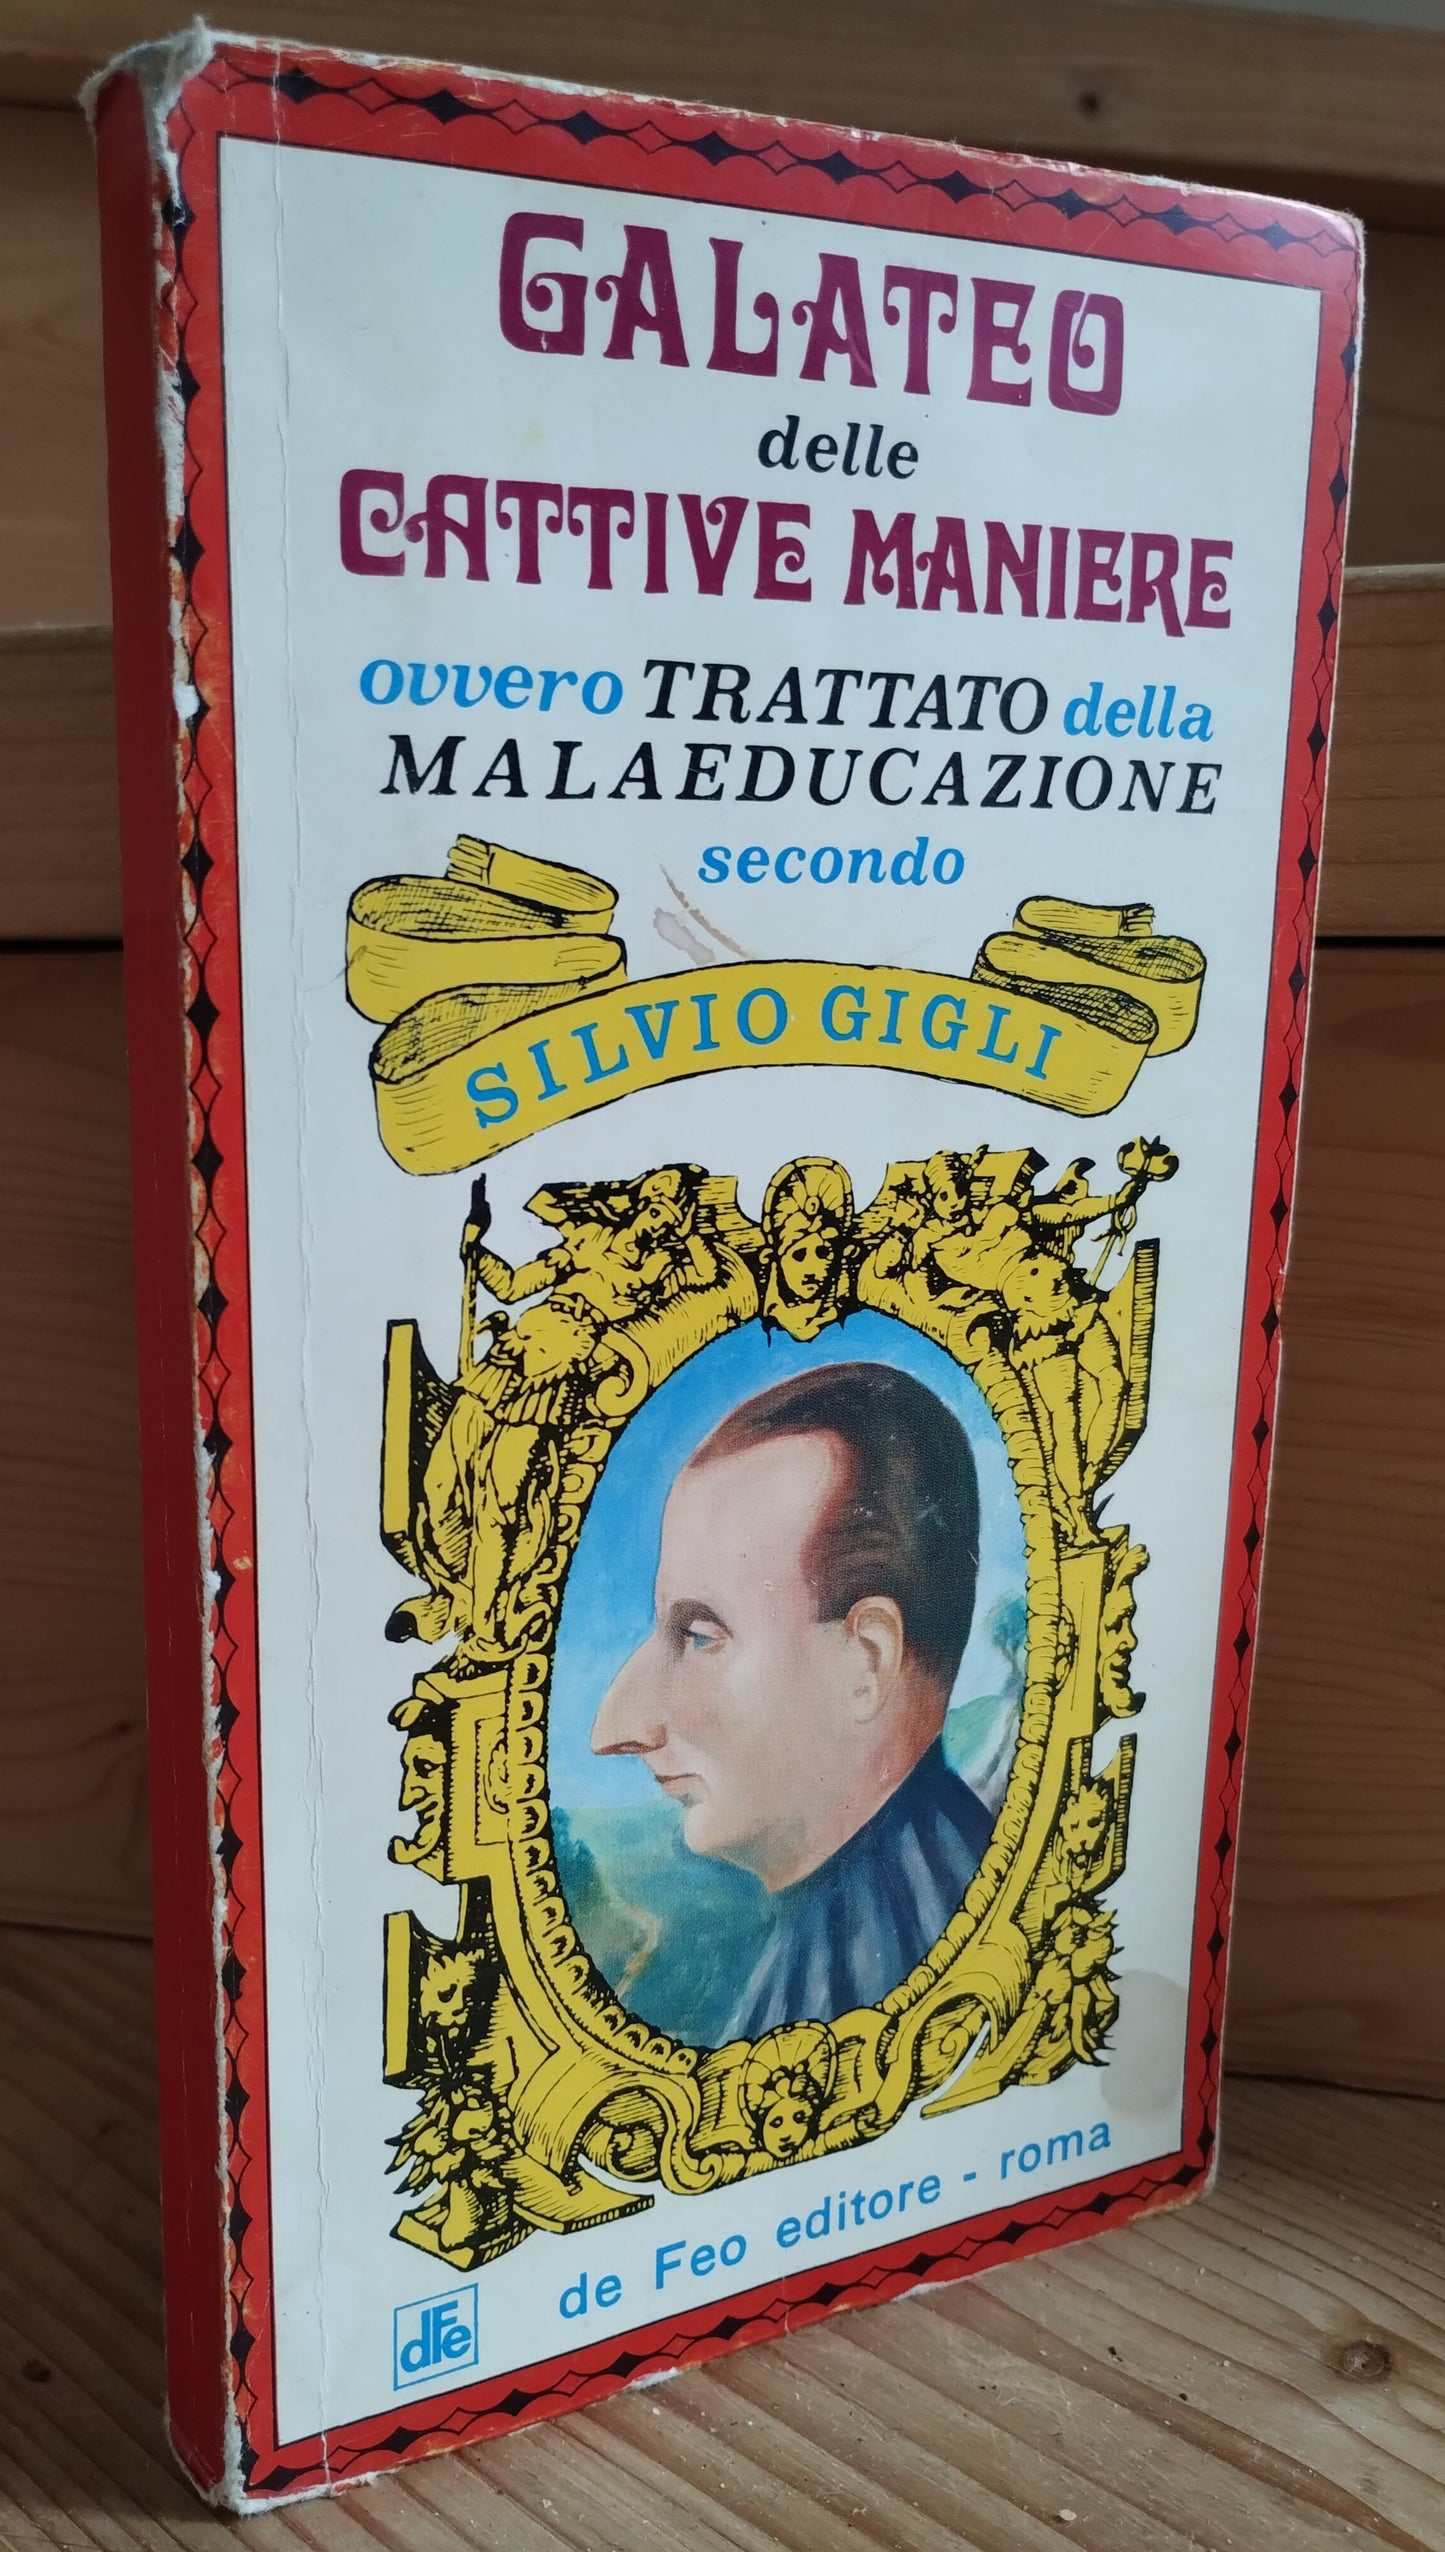 GALATEO
delle
CATTIVE MANIERE
ovvero TRATTATO della
MALAEDUCAZIONE
secondo
SILVIO GIGLI
de Feo editore - roma
dFe